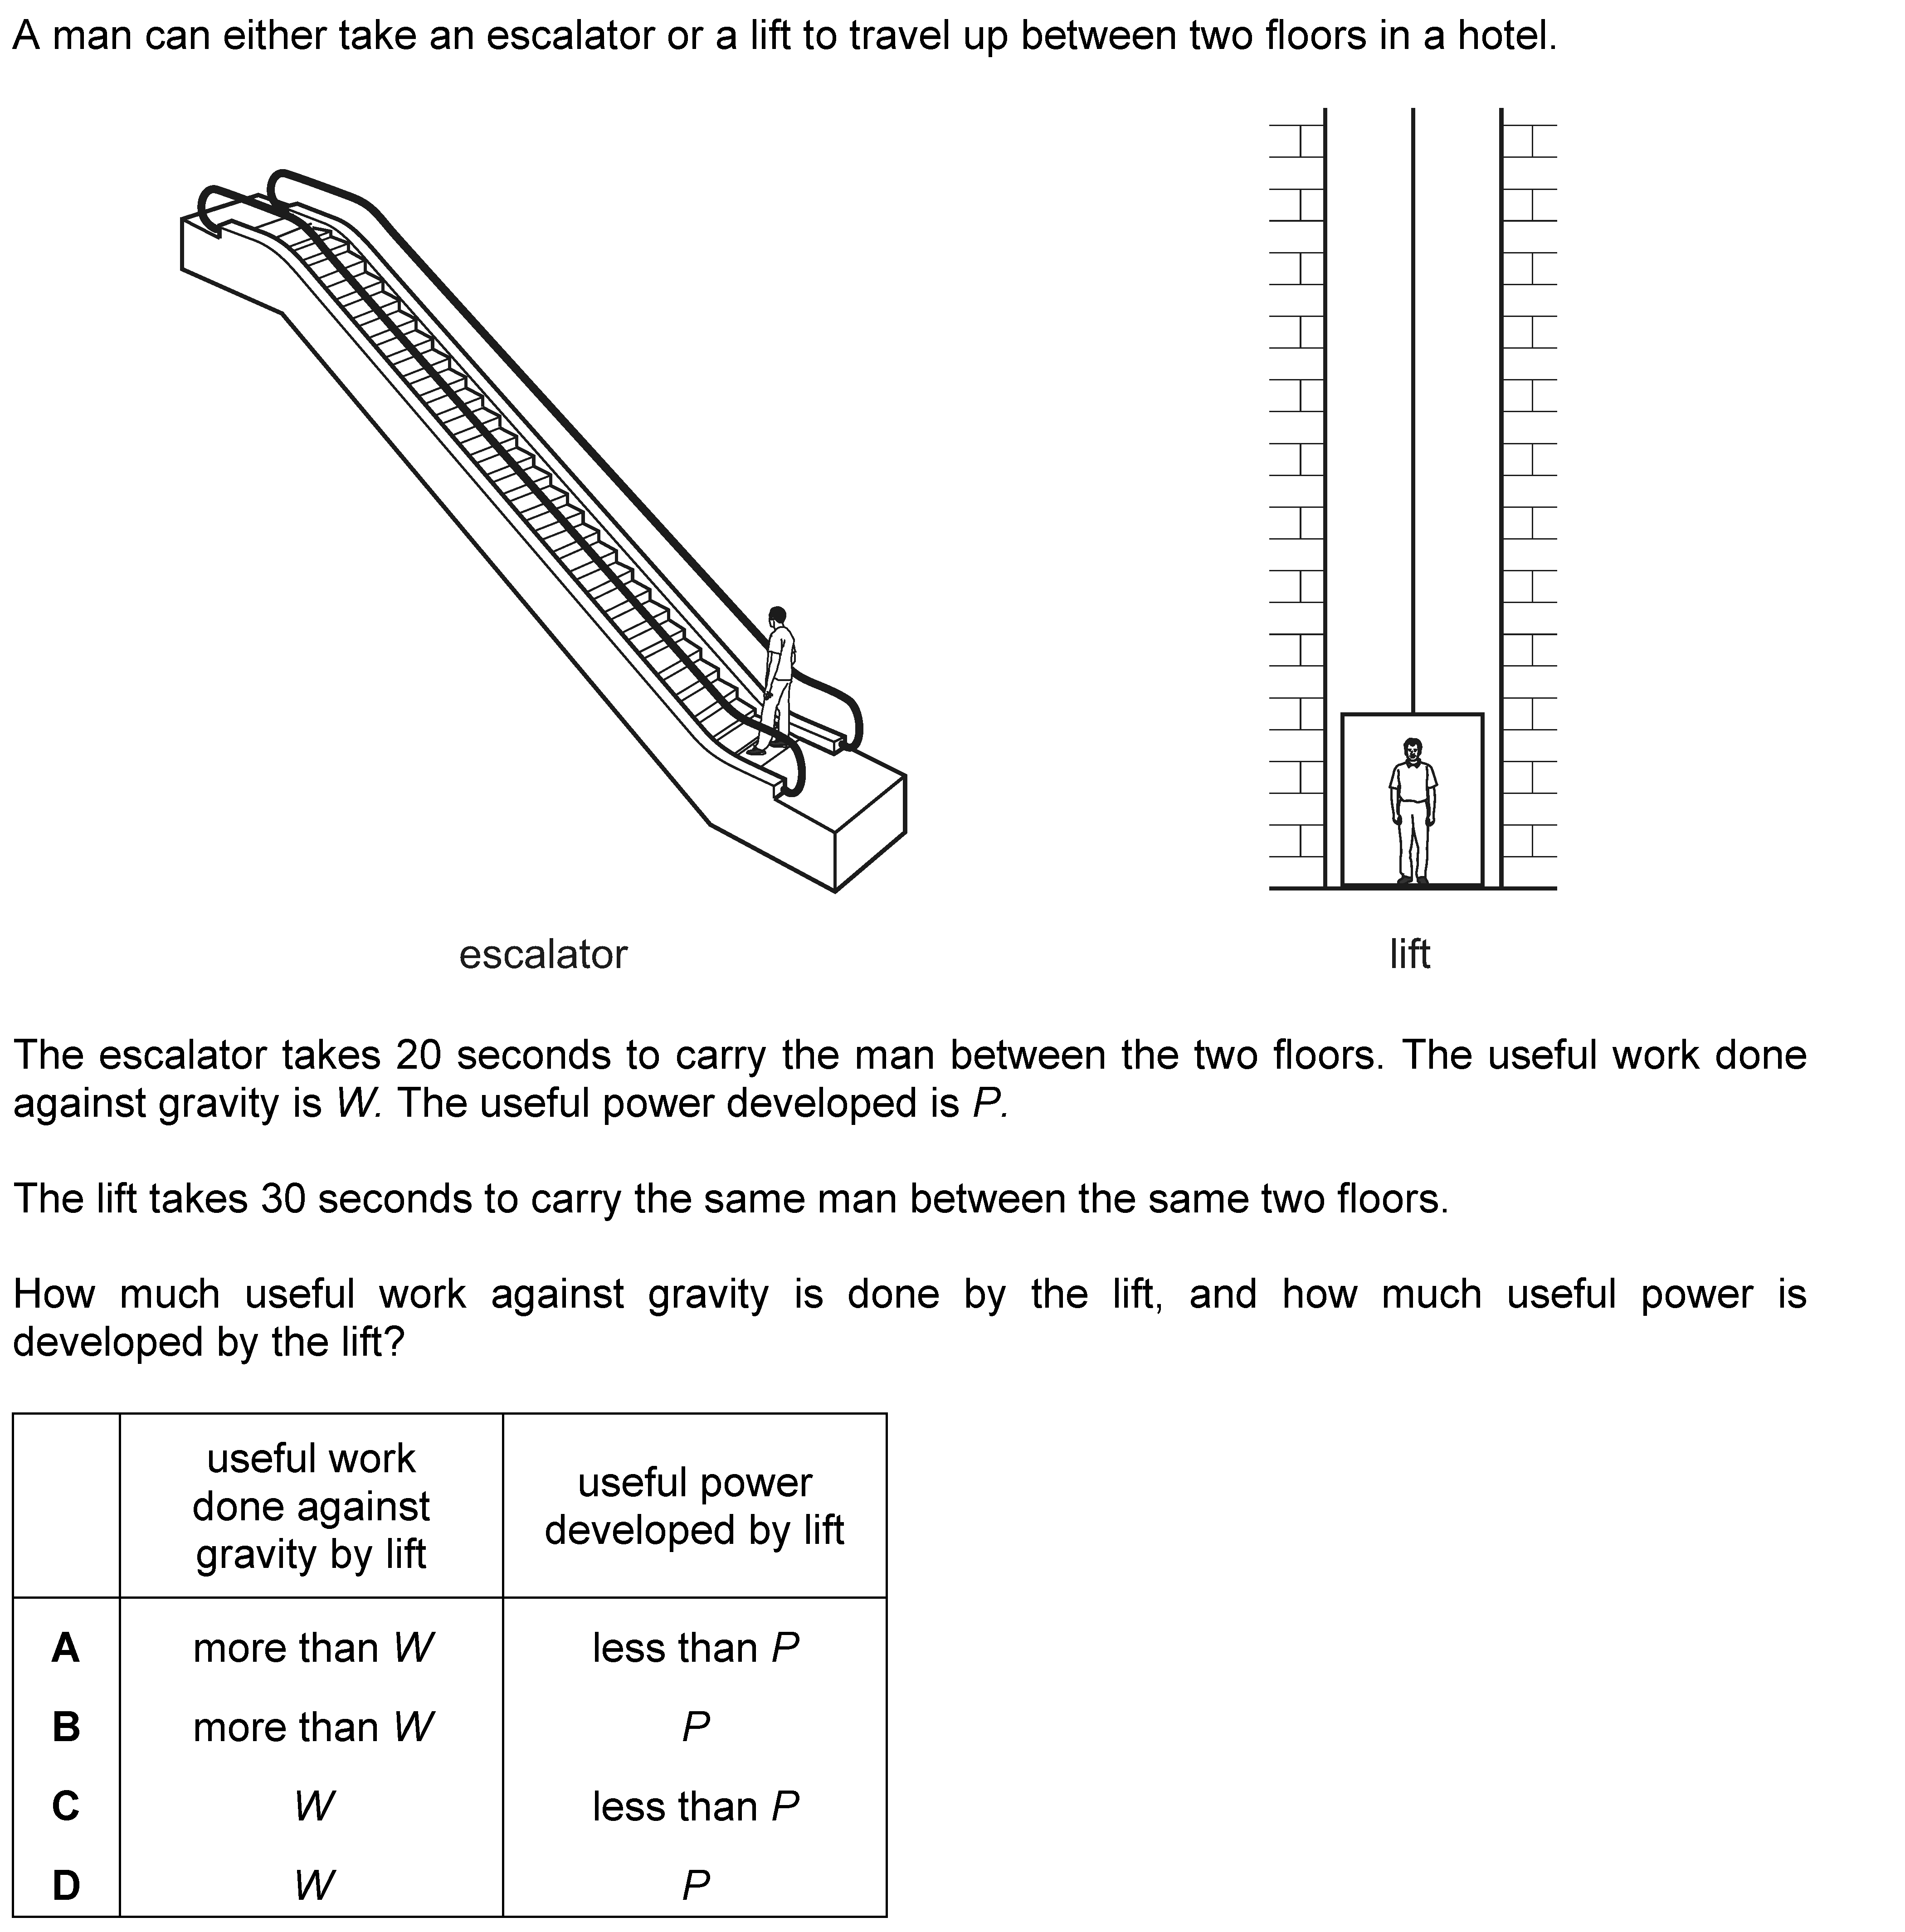 A man can either take an escalator or a lift to travel up between two floors in a hotel.
escalator
lift
The escalator takes 20 seconds to carry the man between the two floors. The useful work done
against gravity is W. The useful power developed is P.
The lift takes 30 seconds to carry the same man between the same two floors.
How much useful work against gravity is done by the lift, and how much useful power is
developed by the lift?
useful work
done against
gravity by lift
useful power
developed by lift
A more than W less than P
B more than W P
C W less than P
D W P